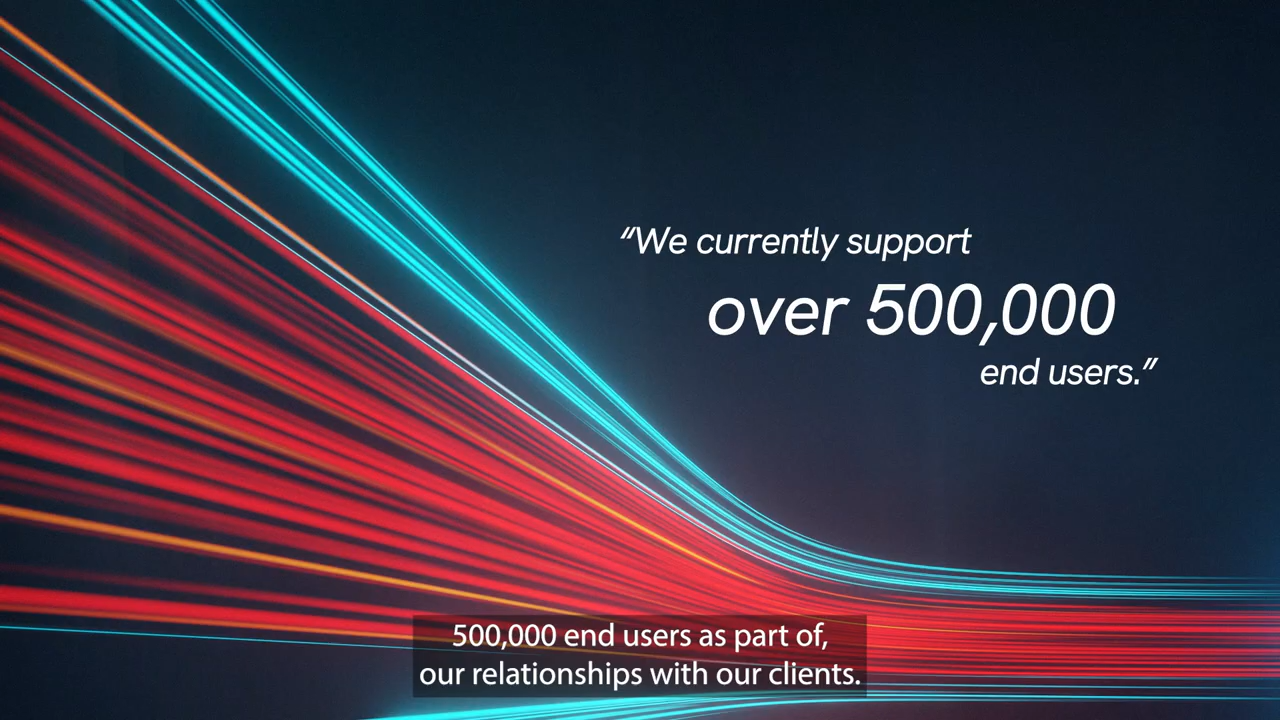 “We currently support
over 500,000
end users.”
500,000 end users as part of,
our relationships with our clients.